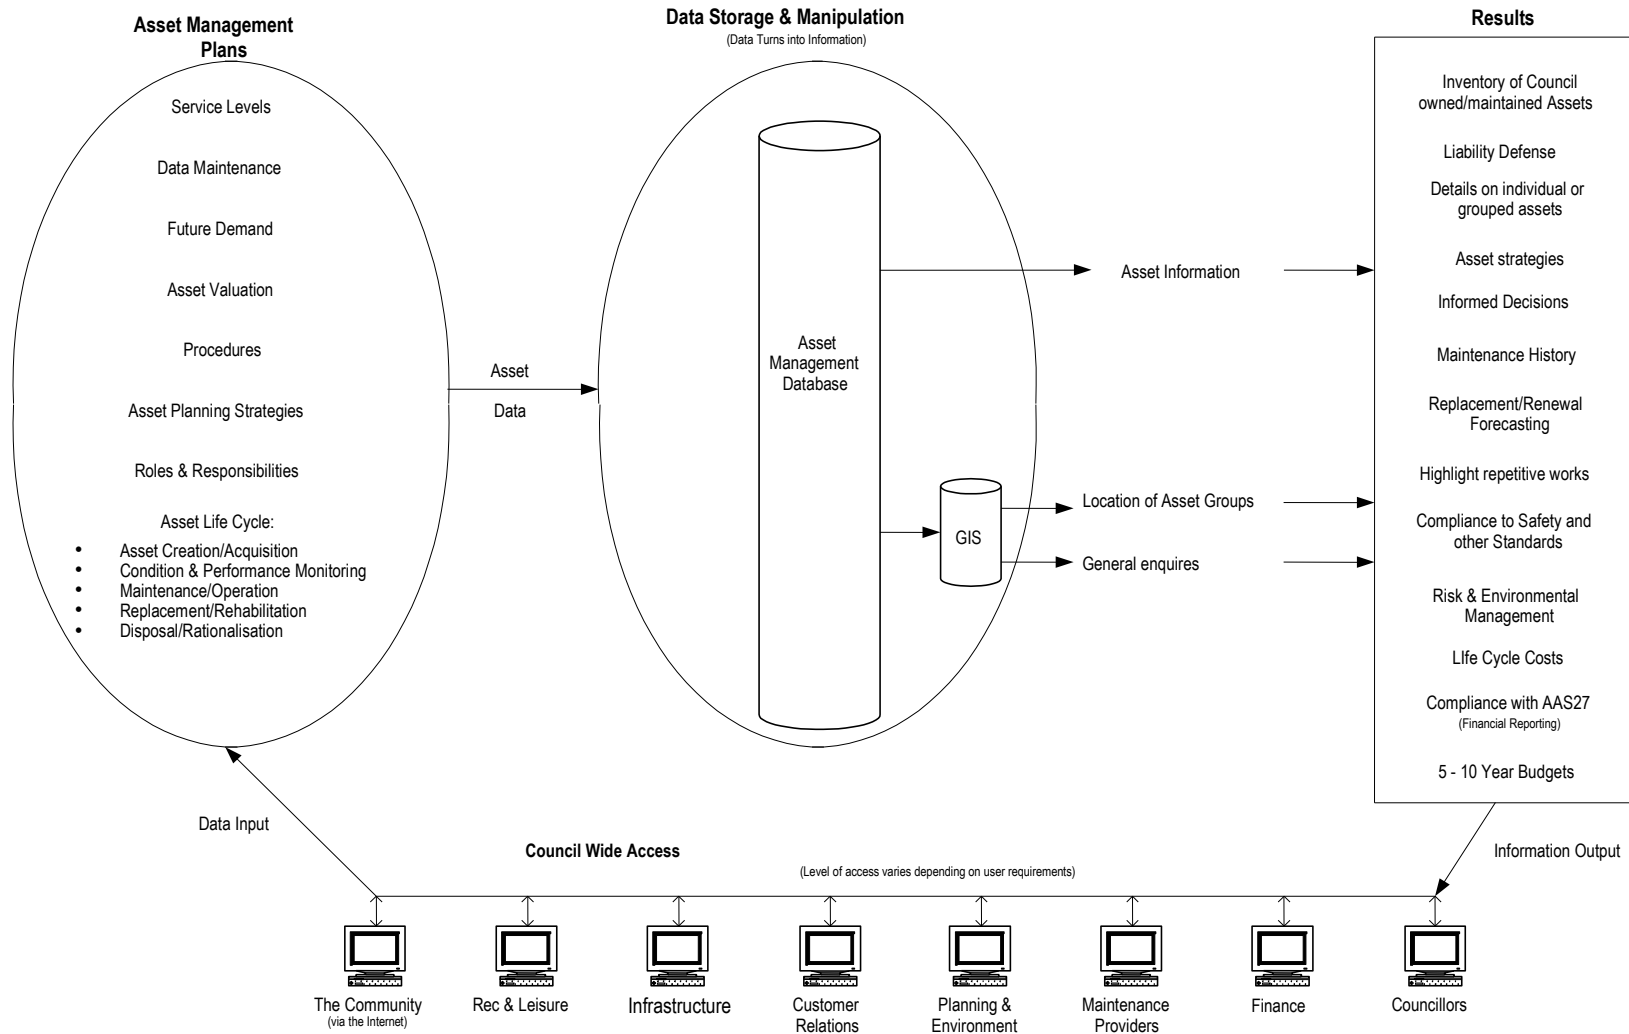 Asset Management
Plans
Service Levels
Data Maintenance
Future Demand
Asset Valuation
Procedures
Asset Planning Strategies
Roles & Responsibilities
Asset Life Cycle:
• Asset Creation/Acquisition
• Condition & Performance Monitoring
• Maintenance/Operation
• Replacement/Rehabilitation
• Disposal/Rationalisation
Asset
Data
Data Storage & Manipulation
(Data Turns into Information)
Asset
Management
Database
GIS
Asset Information
Location of Asset Groups
General enquires
Results
Inventory of Council
owned/maintained Assets
Liability Defense
Details on individual or
grouped assets
Asset strategies
Informed Decisions
Maintenance History
Replacement/Renewal
Forecasting
Highlight repetitive works
Compliance to Safety and
other Standards
Risk & Environmental
Management
LIfe Cycle Costs
Compliance with AAS27
(Financial Reporting)
5 - 10 Year Budgets
Data Input
Council Wide Access
(Level of access varies depending on user requirements)
Information Output
The Community
(via the Internet)
Rec & Leisure
Infrastructure
Customer
Relations
Planning &
Environment
Maintenance
Providers
Finance
Councillors